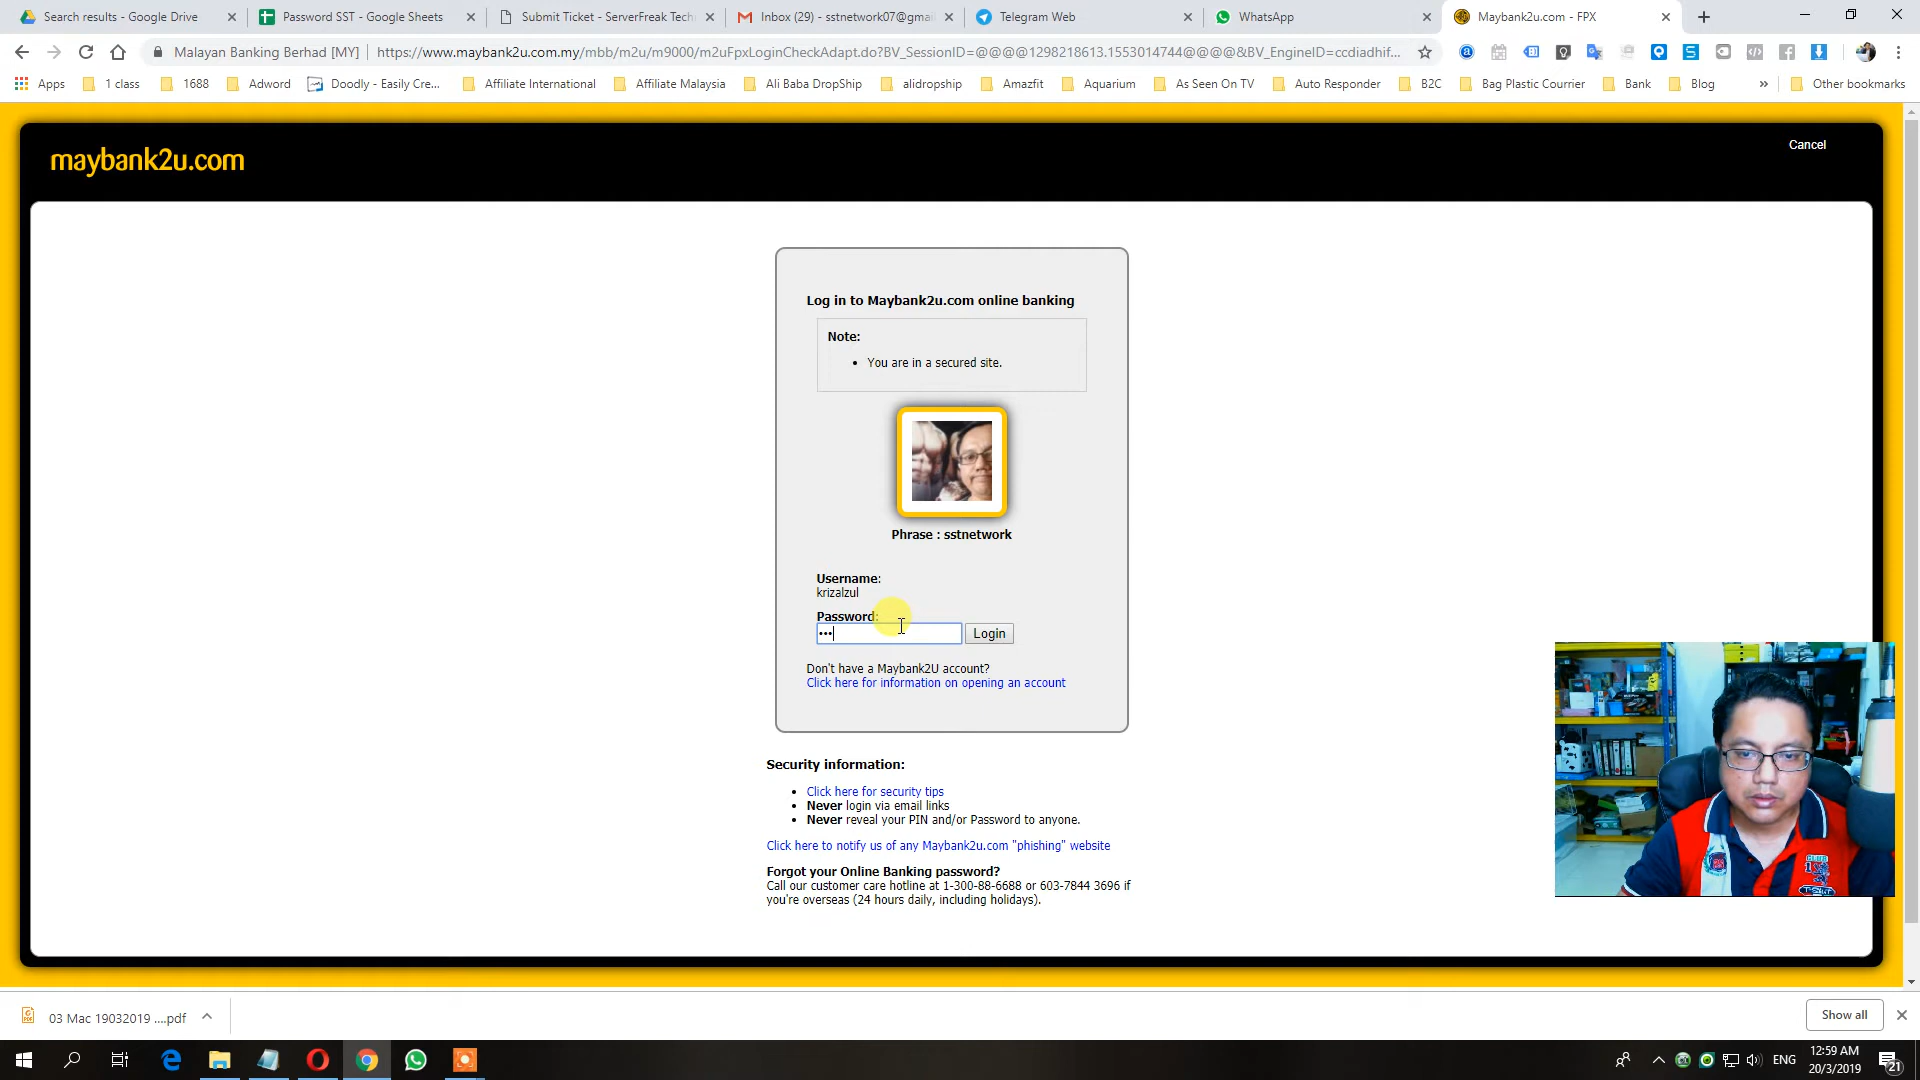 Search results - Google Drive
Password SST - Google Sheets
Submit Ticket - ServerFreak Tech
Inbox (29) - sstnetwork07@gmai
Telegram Web
WhatsApp
Maybank2u.com - FPX
Malayan Banking Berhad [MY]
https://www.maybank2u.com.my/mbb/m2u/m9000/m2uFpxLoginCheckAdapt.do?BV_SessionID=@@@@1298218613.1553014744@@@@&BV_EngineID=ccdiadhif...
Apps
1 class
1688
Adword
Doodly - Easily Cre...
Affiliate International
Affiliate Malaysia
Ali Baba DropShip
alidropship
Amazfit
Aquarium
As Seen On TV
Auto Responder
B2C
Bag Plastic Courrier
Bank
Blog
»
Other bookmarks
maybank2u.com
Cancel
Log in to Maybank2u.com online banking
Note:
• You are in a secured site.
Phrase : sstnetwork
Username:
krizalzul
Password:
•••
Login
Don't have a Maybank2U account?
Click here for information on opening an account
Security information:
• Click here for security tips
• Never login via email links
• Never reveal your PIN and/or Password to anyone.
Click here to notify us of any Maybank2u.com "phishing" website
Forgot your Online Banking password?
Call our customer care hotline at 1-300-88-6688 or 603-7844 3696 if
you're overseas (24 hours daily, including holidays).
03 Mac 19032019 ....pdf
Show all
ENG
12:59 AM
20/3/2019
21